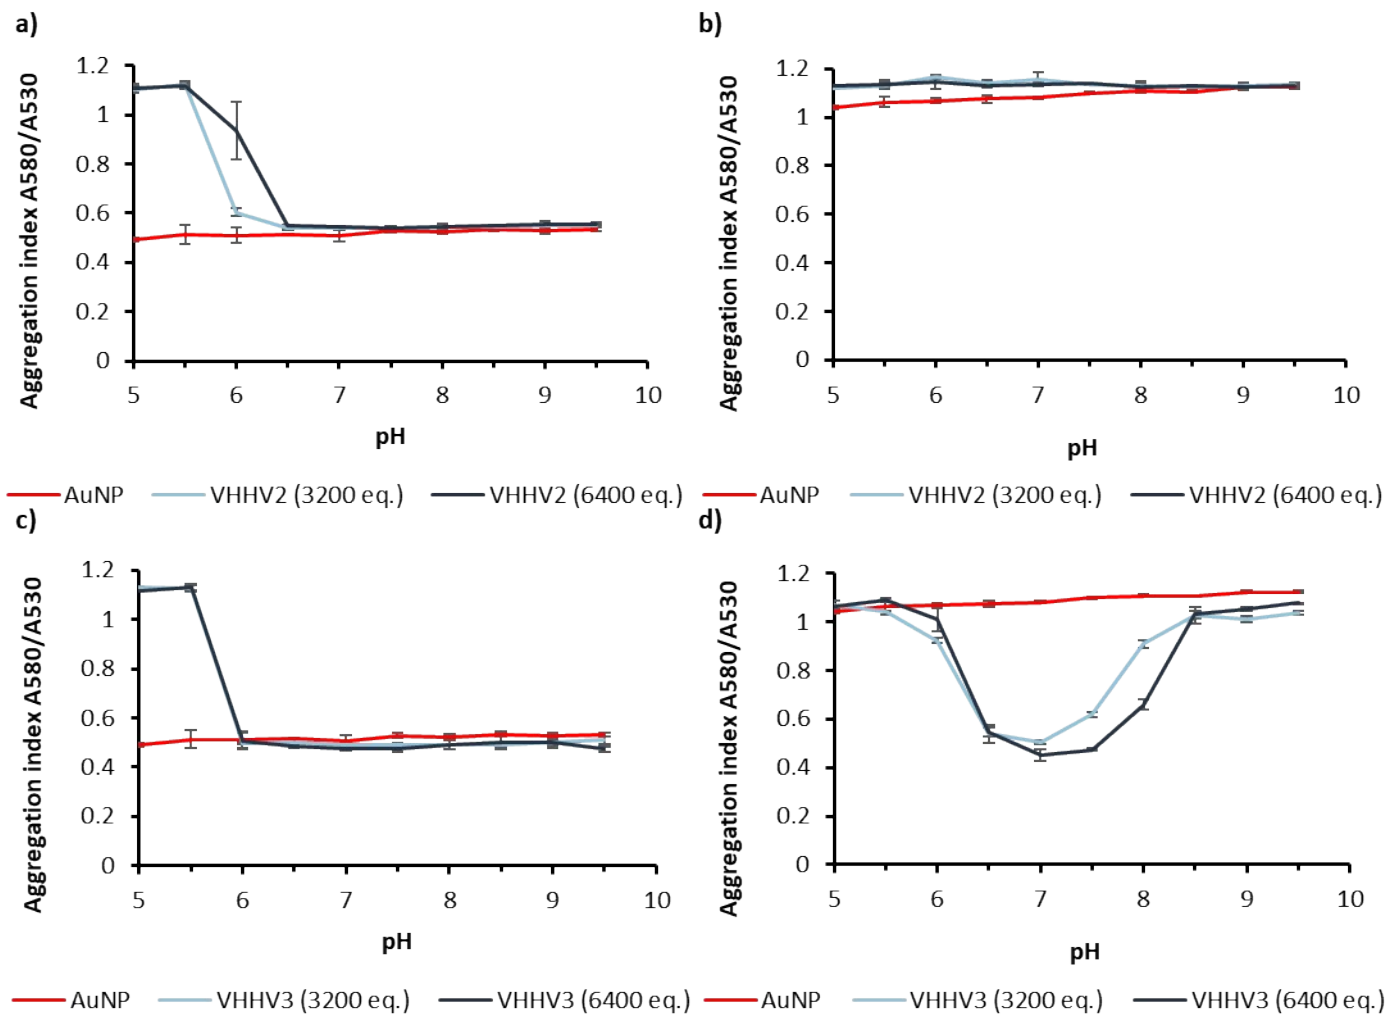 a)
Aggregation index A580/A530
1.2
1
0.8
0.6
0.4
0.2
0
5 6 7 8 9 10
pH
AuNP VHHV2 (3200 eq.) VHHV2 (6400 eq.)
b)
Aggregation index A580/A530
1.2
1
0.8
0.6
0.4
0.2
0
5 6 7 8 9 10
pH
AuNP VHHV2 (3200 eq.) VHHV2 (6400 eq.)
c)
Aggregation index A580/A530
1.2
1
0.8
0.6
0.4
0.2
0
5 6 7 8 9 10
pH
AuNP VHHV3 (3200 eq.) VHHV3 (6400 eq.)
d)
Aggregation index A580/A530
1.2
1
0.8
0.6
0.4
0.2
0
5 6 7 8 9 10
pH
AuNP VHHV3 (3200 eq.) VHHV3 (6400 eq.)